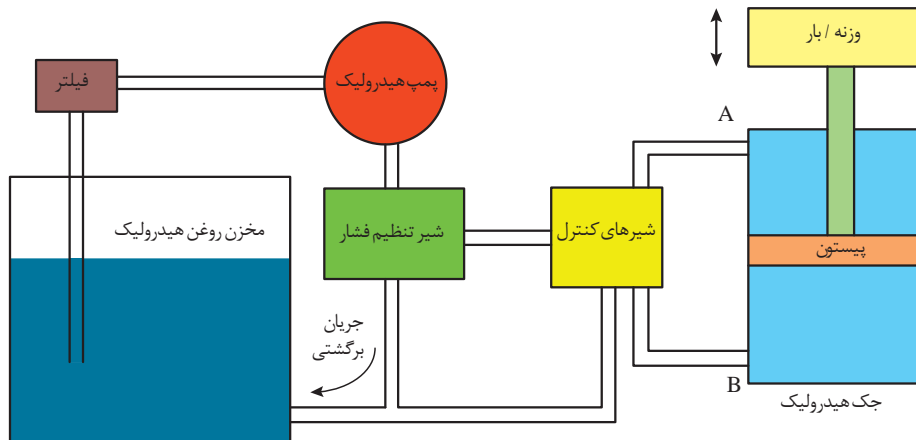 وزنه / بار
پمپ هیدرولیک
فیلتر
A
شیر تنظیم فشار
شیرهای کنترل
مخزن روغن هیدرولیک
پیستون
جریان
برگشتی
B
جک هیدرولیک